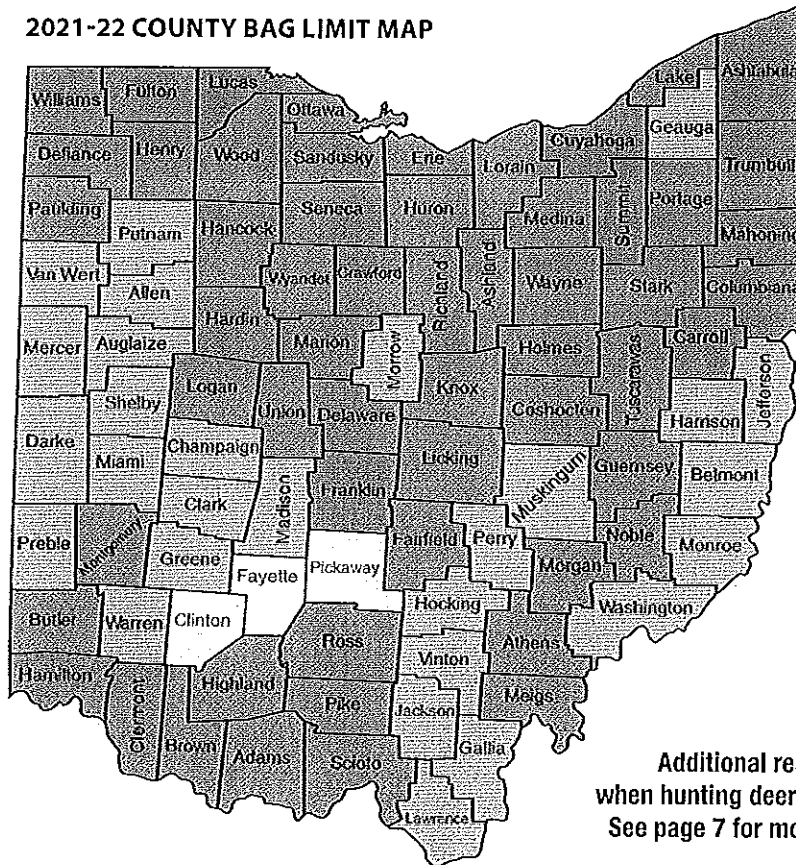 2021-22 COUNTY BAG LIMIT MAP
Williams
Fulton
Lucas
Ottawa
Lake
Ashtabula
Geauga
Cuyahoga
Defiance
Henry
Wood
Sandusky
Erie
Lorain
Trumbull
Paulding
Putnam
Hancock
Seneca
Huron
Medina
Summit
Portage
Mahoning
Van Wert
Allen
Wyandot
Crawford
Richland
Ashland
Wayne
Stark
Columbiana
Mercer
Auglaize
Hardin
Marion
Morrow
Holmes
Tuscarawas
Carroll
Jefferson
Logan
Union
Delaware
Knox
Coshocton
Harrison
Shelby
Darke
Miami
Champaign
Clark
Madison
Franklin
Licking
Muskingum
Guernsey
Belmont
Preble
Montgomery
Greene
Fayette
Pickaway
Fairfield
Perry
Morgan
Noble
Monroe
Butler
Warren
Clinton
Ross
Hocking
Athens
Washington
Hamilton
Clermont
Brown
Highland
Pike
Vinton
Meigs
Adams
Scioto
Jackson
Gallia
Lawrence
Additional re
when hunting deer
See page 7 for mo